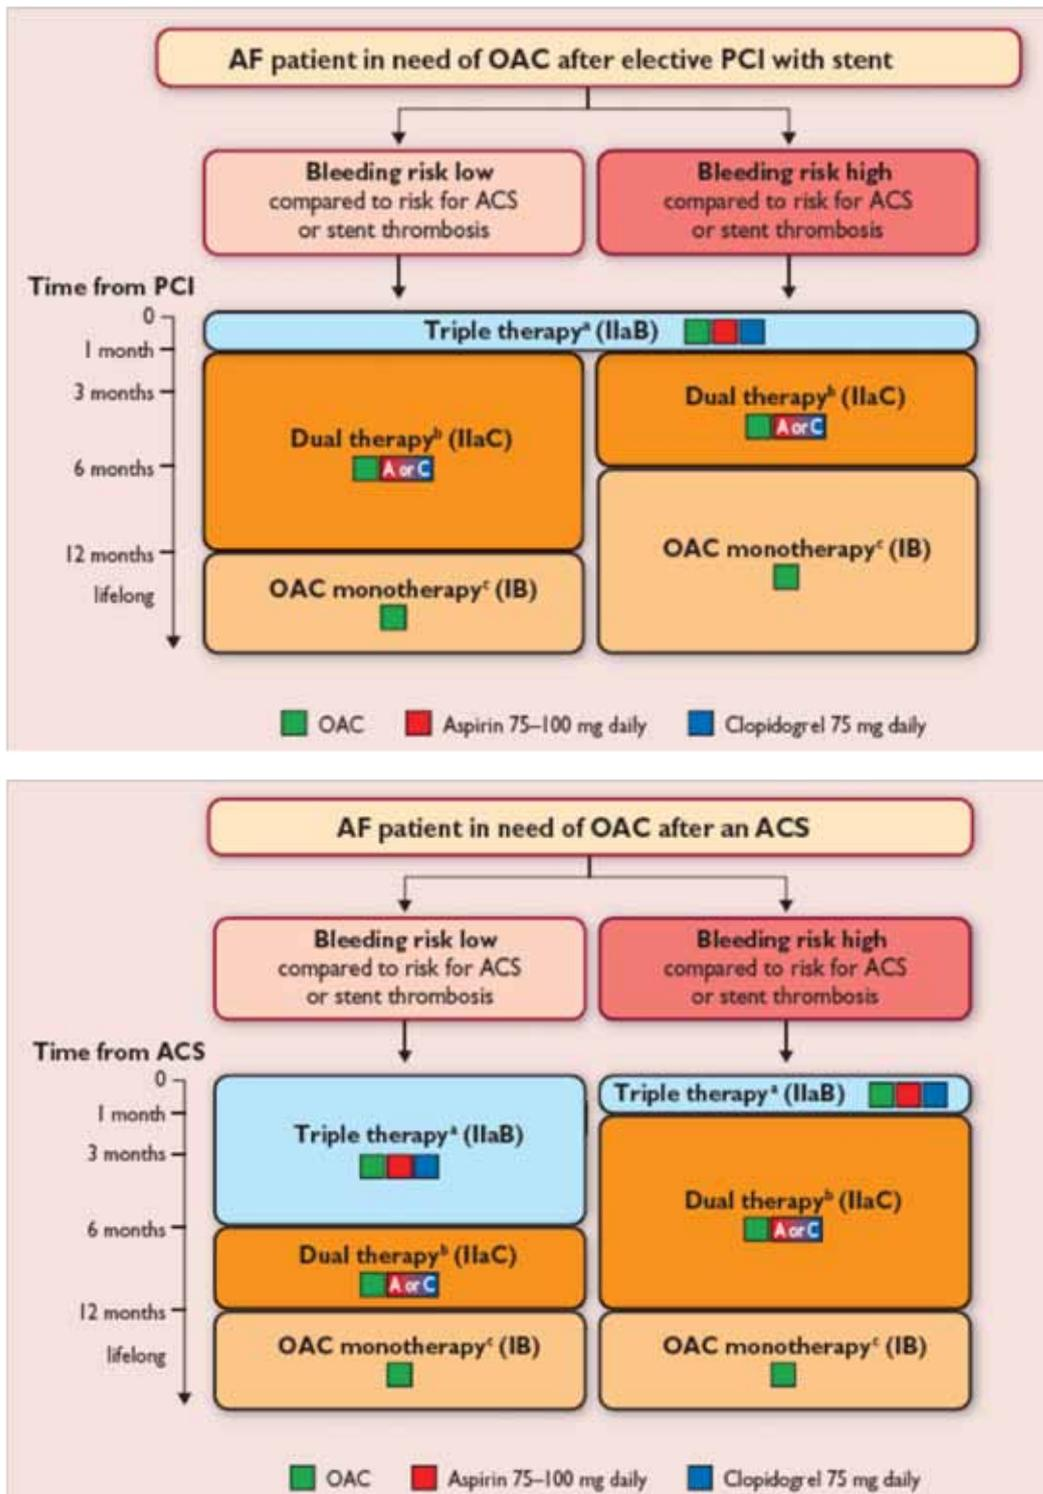 AF patient in need of OAC after elective PCI with stent
Bleeding risk low
compared to risk for ACS
or stent thrombosis
Bleeding risk high
compared to risk for ACS
or stent thrombosis
Time from PCI
0
1 month
3 months
6 months
12 months
lifelong
Triple therapyᵃ (IIaB)
Dual therapyᵇ (IIaC)
A or C
OAC monotherapyᶜ (IB)
Dual therapyᵇ (IIaC)
A or C
OAC monotherapyᶜ (IB)
OAC
Aspirin 75–100 mg daily
Clopidogrel 75 mg daily
AF patient in need of OAC after an ACS
Bleeding risk low
compared to risk for ACS
or stent thrombosis
Bleeding risk high
compared to risk for ACS
or stent thrombosis
Time from ACS
0
1 month
3 months
6 months
12 months
lifelong
Triple therapyᵃ (IIaB)
Dual therapyᵇ (IIaC)
A or C
OAC monotherapyᶜ (IB)
Triple therapyᵃ (IIaB)
Dual therapyᵇ (IIaC)
A or C
OAC monotherapyᶜ (IB)
OAC
Aspirin 75–100 mg daily
Clopidogrel 75 mg daily